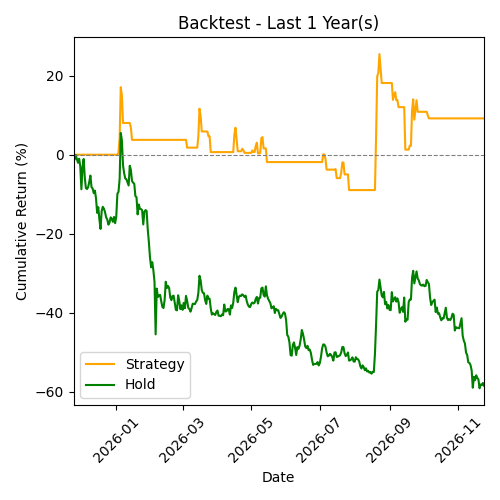 Backtest - Last 1 Year(s)
Cumulative Return (%)
20
0
−20
−40
−60
Strategy
Hold
2026-01
2026-03
2026-05
2026-07
2026-09
2026-11
Date